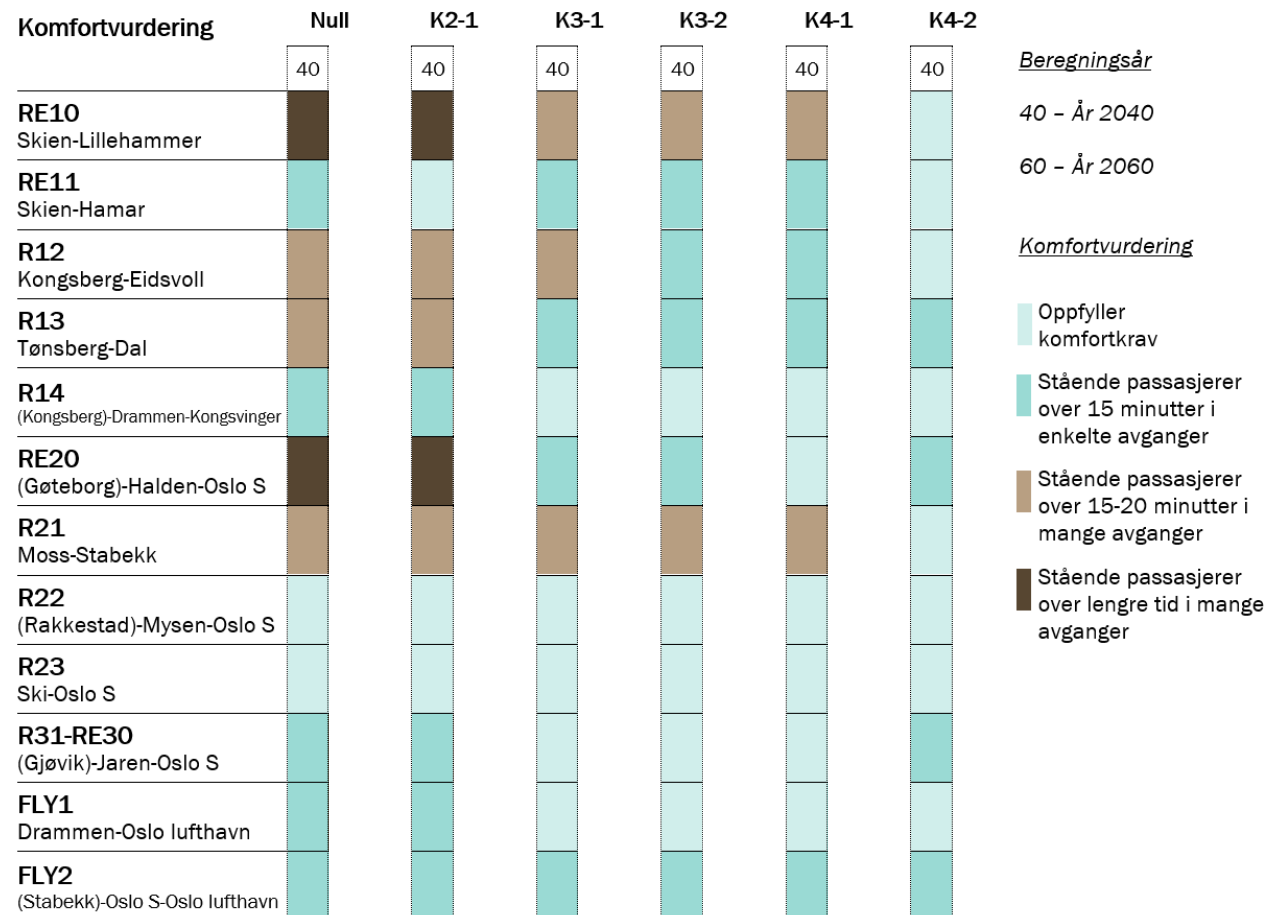 Komfortvurdering
Null K2-1 K3-1 K3-2 K4-1 K4-2
40 40 40 40 40 40
RE10
Skien-Lillehammer
RE11
Skien-Hamar
R12
Kongsberg-Eidsvoll
R13
Tønsberg-Dal
R14
(Kongsberg)-Drammen-Kongsvinger
RE20
(Gøteborg)-Halden-Oslo S
R21
Moss-Stabekk
R22
(Rakkestad)-Mysen-Oslo S
R23
Ski-Oslo S
R31-RE30
(Gjøvik)-Jaren-Oslo S
FLY1
Drammen-Oslo lufthavn
FLY2
(Stabekk)-Oslo S-Oslo lufthavn
Beregningsår
40 – År 2040
60 – År 2060
Komfortvurdering
Oppfyller
komfortkrav
Stående passasjerer
over 15 minutter i
enkelte avganger
Stående passasjerer
over 15-20 minutter i
mange avganger
Stående passasjerer
over lengre tid i mange
avganger